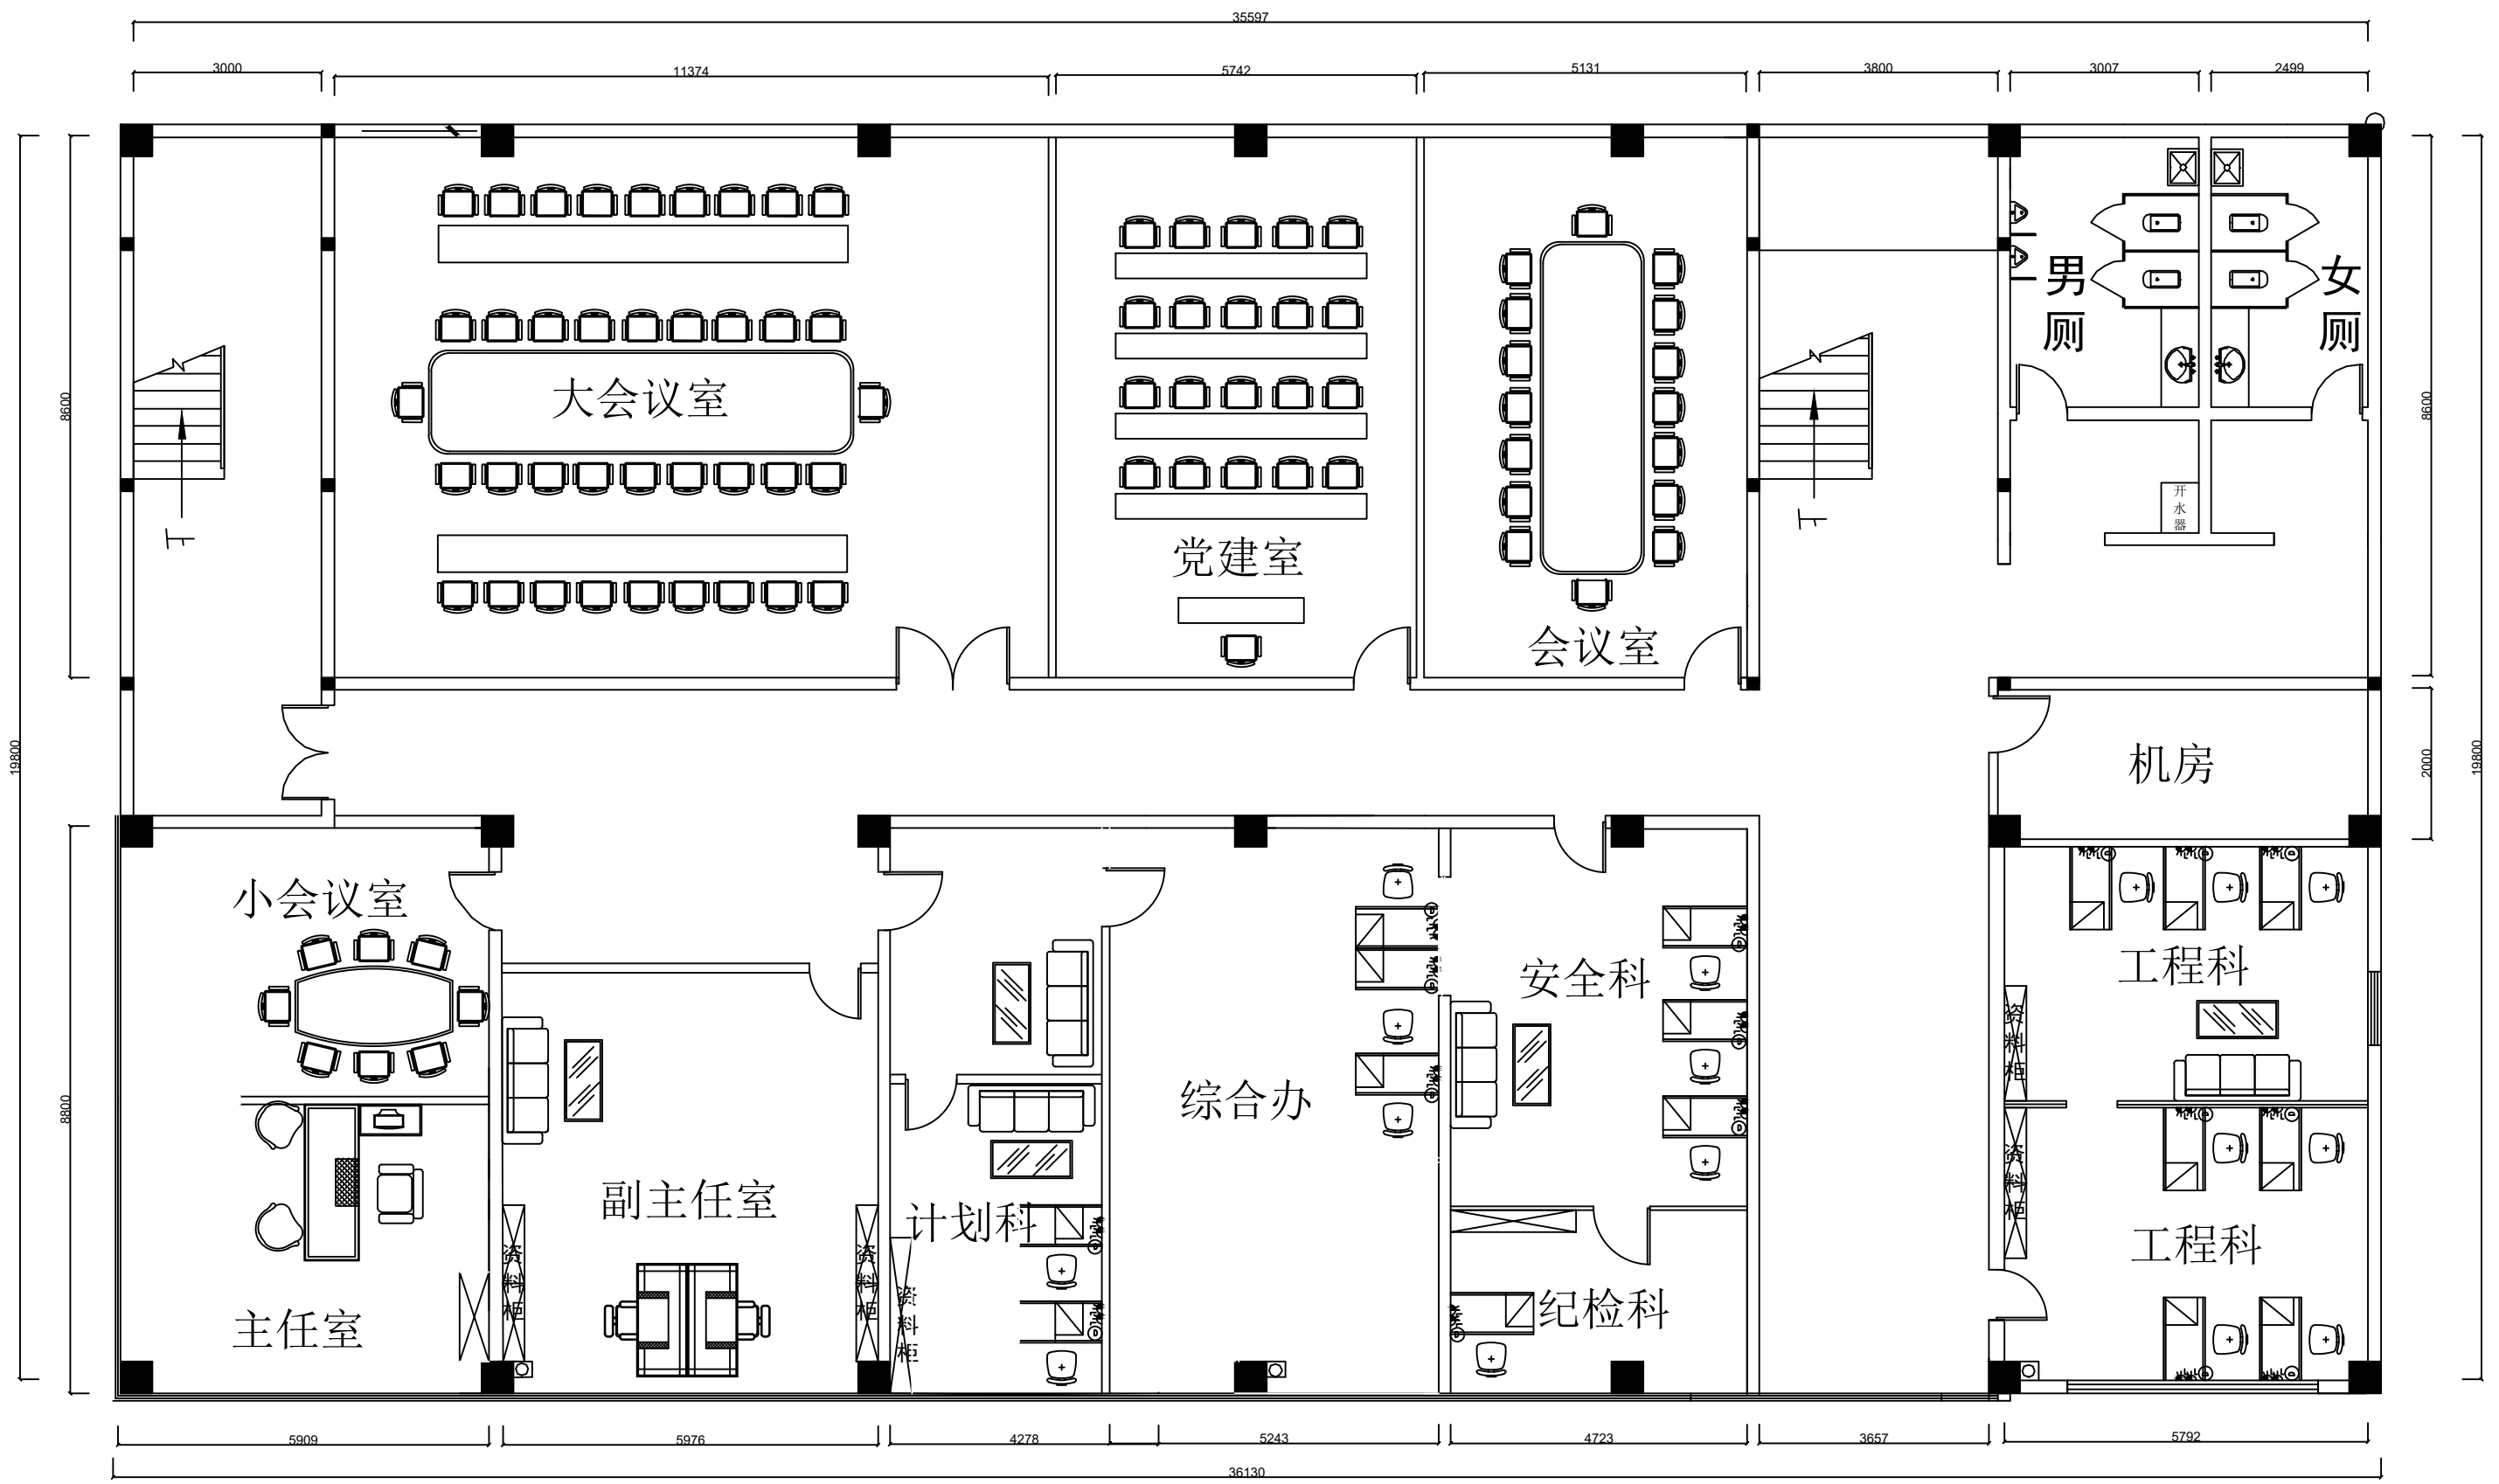 35597
3000
11374
5742
5131
3800
3007
2499
8600
19800
8800
8600
2000
19800
男厕
女厕
大会议室
开水器
党建室
会议室
下
下
机房
小会议室
工程科
安全科
资料柜
综合办
资料柜
副主任室
计划科
资料柜
资料柜
资料柜
工程科
主任室
纪检科
5909
5976
4278
5243
4723
3657
5792
36130